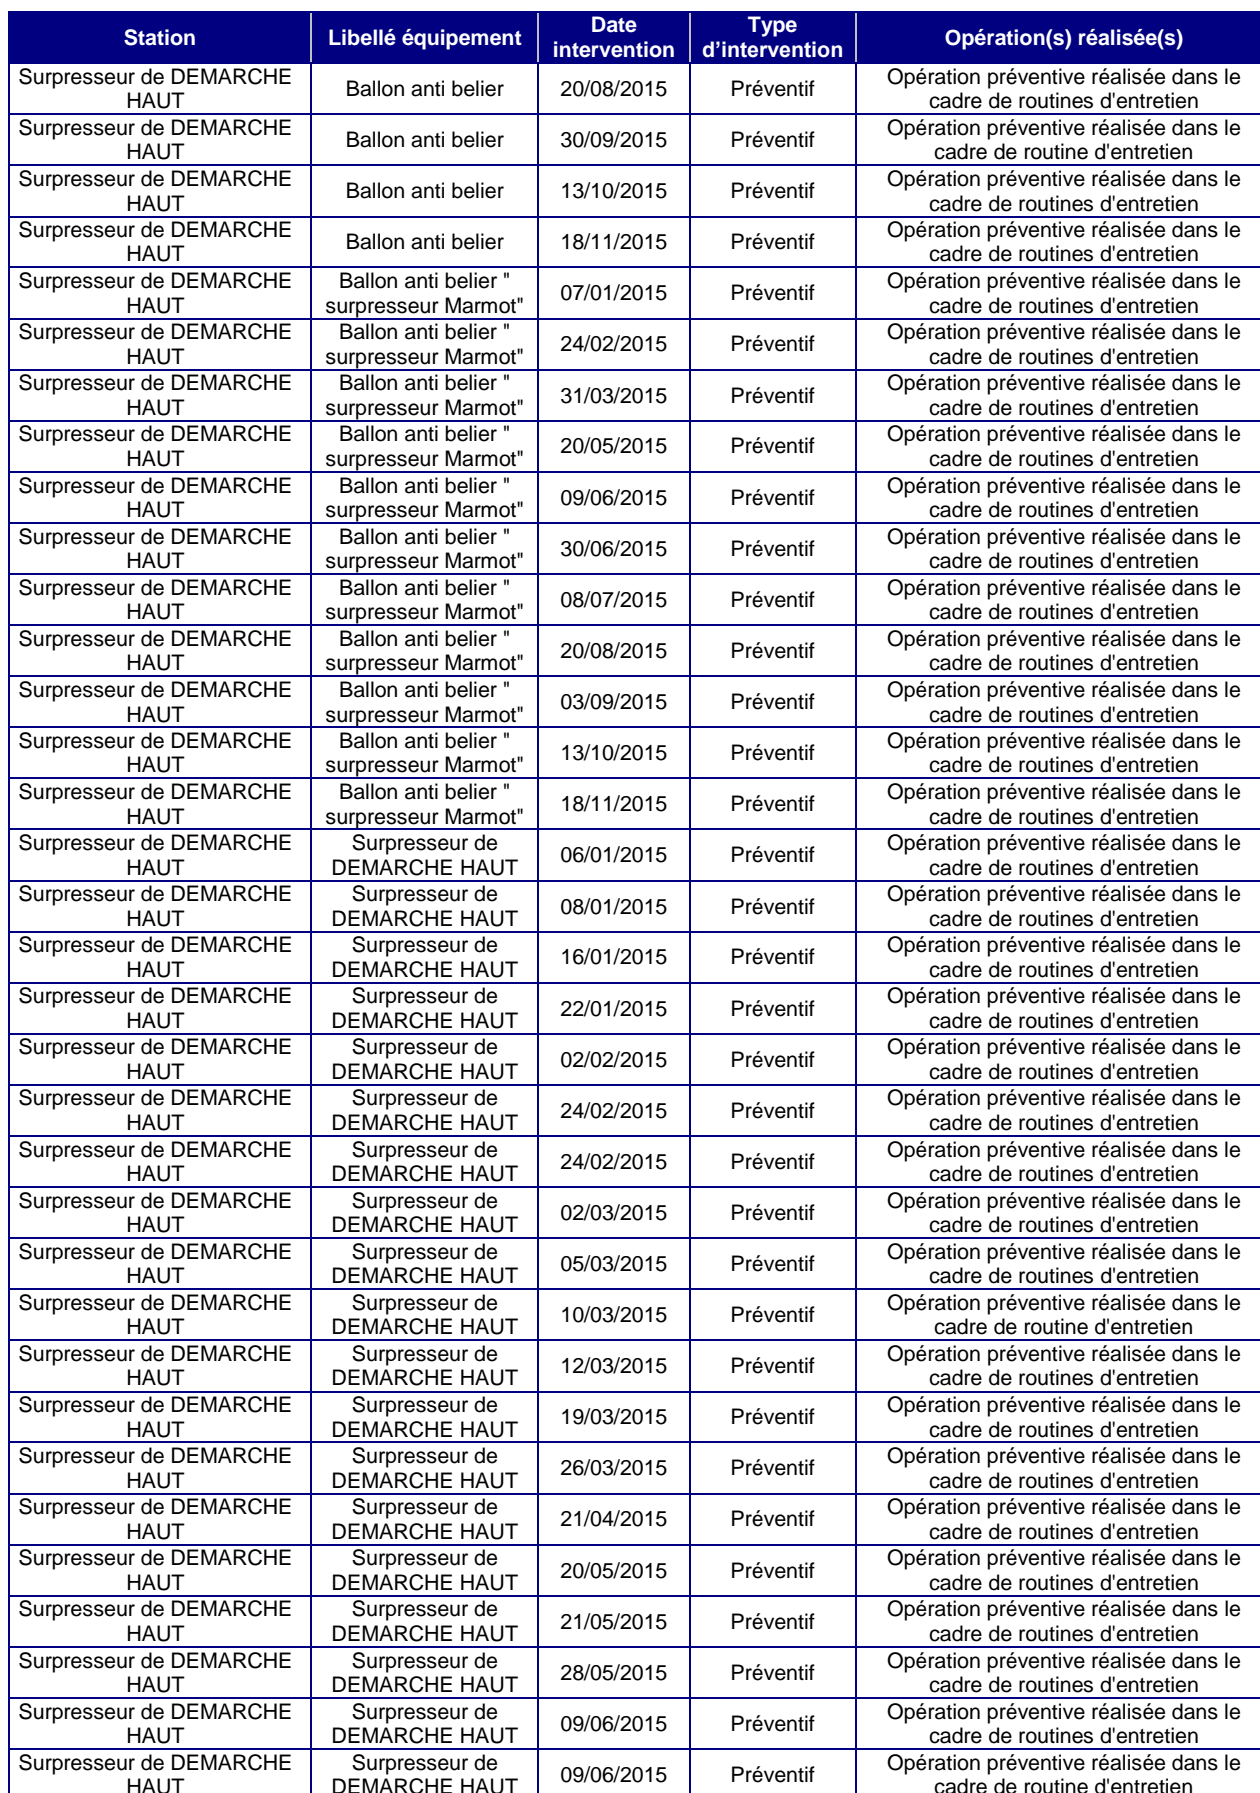 Station Libellé équipement Date intervention Type d’intervention Opération(s) réalisée(s)
Surpresseur de DEMARCHE HAUT Ballon anti belier 20/08/2015 Préventif Opération préventive réalisée dans le cadre de routines d'entretien
Surpresseur de DEMARCHE HAUT Ballon anti belier 30/09/2015 Préventif Opération préventive réalisée dans le cadre de routine d'entretien
Surpresseur de DEMARCHE HAUT Ballon anti belier 13/10/2015 Préventif Opération préventive réalisée dans le cadre de routines d'entretien
Surpresseur de DEMARCHE HAUT Ballon anti belier 18/11/2015 Préventif Opération préventive réalisée dans le cadre de routines d'entretien
Surpresseur de DEMARCHE HAUT Ballon anti belier " surpresseur Marmot" 07/01/2015 Préventif Opération préventive réalisée dans le cadre de routines d'entretien
Surpresseur de DEMARCHE HAUT Ballon anti belier " surpresseur Marmot" 24/02/2015 Préventif Opération préventive réalisée dans le cadre de routines d'entretien
Surpresseur de DEMARCHE HAUT Ballon anti belier " surpresseur Marmot" 31/03/2015 Préventif Opération préventive réalisée dans le cadre de routines d'entretien
Surpresseur de DEMARCHE HAUT Ballon anti belier " surpresseur Marmot" 20/05/2015 Préventif Opération préventive réalisée dans le cadre de routines d'entretien
Surpresseur de DEMARCHE HAUT Ballon anti belier " surpresseur Marmot" 09/06/2015 Préventif Opération préventive réalisée dans le cadre de routines d'entretien
Surpresseur de DEMARCHE HAUT Ballon anti belier " surpresseur Marmot" 30/06/2015 Préventif Opération préventive réalisée dans le cadre de routines d'entretien
Surpresseur de DEMARCHE HAUT Ballon anti belier " surpresseur Marmot" 08/07/2015 Préventif Opération préventive réalisée dans le cadre de routines d'entretien
Surpresseur de DEMARCHE HAUT Ballon anti belier " surpresseur Marmot" 20/08/2015 Préventif Opération préventive réalisée dans le cadre de routines d'entretien
Surpresseur de DEMARCHE HAUT Ballon anti belier " surpresseur Marmot" 03/09/2015 Préventif Opération préventive réalisée dans le cadre de routines d'entretien
Surpresseur de DEMARCHE HAUT Ballon anti belier " surpresseur Marmot" 13/10/2015 Préventif Opération préventive réalisée dans le cadre de routines d'entretien
Surpresseur de DEMARCHE HAUT Ballon anti belier " surpresseur Marmot" 18/11/2015 Préventif Opération préventive réalisée dans le cadre de routines d'entretien
Surpresseur de DEMARCHE HAUT Surpresseur de DEMARCHE HAUT 06/01/2015 Préventif Opération préventive réalisée dans le cadre de routines d'entretien
Surpresseur de DEMARCHE HAUT Surpresseur de DEMARCHE HAUT 08/01/2015 Préventif Opération préventive réalisée dans le cadre de routines d'entretien
Surpresseur de DEMARCHE HAUT Surpresseur de DEMARCHE HAUT 16/01/2015 Préventif Opération préventive réalisée dans le cadre de routines d'entretien
Surpresseur de DEMARCHE HAUT Surpresseur de DEMARCHE HAUT 22/01/2015 Préventif Opération préventive réalisée dans le cadre de routines d'entretien
Surpresseur de DEMARCHE HAUT Surpresseur de DEMARCHE HAUT 02/02/2015 Préventif Opération préventive réalisée dans le cadre de routines d'entretien
Surpresseur de DEMARCHE HAUT Surpresseur de DEMARCHE HAUT 24/02/2015 Préventif Opération préventive réalisée dans le cadre de routines d'entretien
Surpresseur de DEMARCHE HAUT Surpresseur de DEMARCHE HAUT 24/02/2015 Préventif Opération préventive réalisée dans le cadre de routines d'entretien
Surpresseur de DEMARCHE HAUT Surpresseur de DEMARCHE HAUT 02/03/2015 Préventif Opération préventive réalisée dans le cadre de routines d'entretien
Surpresseur de DEMARCHE HAUT Surpresseur de DEMARCHE HAUT 05/03/2015 Préventif Opération préventive réalisée dans le cadre de routines d'entretien
Surpresseur de DEMARCHE HAUT Surpresseur de DEMARCHE HAUT 10/03/2015 Préventif Opération préventive réalisée dans le cadre de routine d'entretien
Surpresseur de DEMARCHE HAUT Surpresseur de DEMARCHE HAUT 12/03/2015 Préventif Opération préventive réalisée dans le cadre de routines d'entretien
Surpresseur de DEMARCHE HAUT Surpresseur de DEMARCHE HAUT 19/03/2015 Préventif Opération préventive réalisée dans le cadre de routines d'entretien
Surpresseur de DEMARCHE HAUT Surpresseur de DEMARCHE HAUT 26/03/2015 Préventif Opération préventive réalisée dans le cadre de routines d'entretien
Surpresseur de DEMARCHE HAUT Surpresseur de DEMARCHE HAUT 21/04/2015 Préventif Opération préventive réalisée dans le cadre de routines d'entretien
Surpresseur de DEMARCHE HAUT Surpresseur de DEMARCHE HAUT 20/05/2015 Préventif Opération préventive réalisée dans le cadre de routines d'entretien
Surpresseur de DEMARCHE HAUT Surpresseur de DEMARCHE HAUT 21/05/2015 Préventif Opération préventive réalisée dans le cadre de routines d'entretien
Surpresseur de DEMARCHE HAUT Surpresseur de DEMARCHE HAUT 28/05/2015 Préventif Opération préventive réalisée dans le cadre de routines d'entretien
Surpresseur de DEMARCHE HAUT Surpresseur de DEMARCHE HAUT 09/06/2015 Préventif Opération préventive réalisée dans le cadre de routines d'entretien
Surpresseur de DEMARCHE HAUT Surpresseur de DEMARCHE HAUT 09/06/2015 Préventif Opération préventive réalisée dans le cadre de routine d'entretien